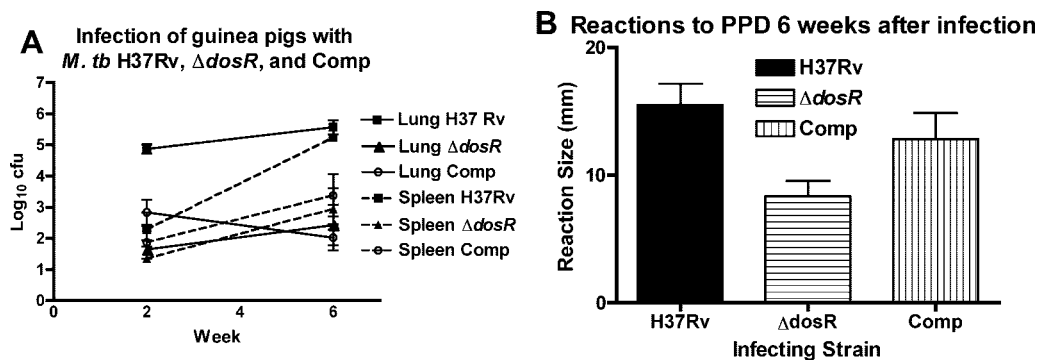 A
Infection of guinea pigs with
M. tb H37Rv, ΔdosR, and Comp
Log10 cfu
7
6
5
4
3
2
1
0
0 2 4 6
Week
Lung H37 Rv
Lung ΔdosR
Lung Comp
Spleen H37Rv
Spleen ΔdosR
Spleen Comp
B Reactions to PPD 6 weeks after infection
Reaction Size (mm)
20
10
0
H37Rv
ΔdosR
Comp
H37Rv ΔdosR Comp
Infecting Strain